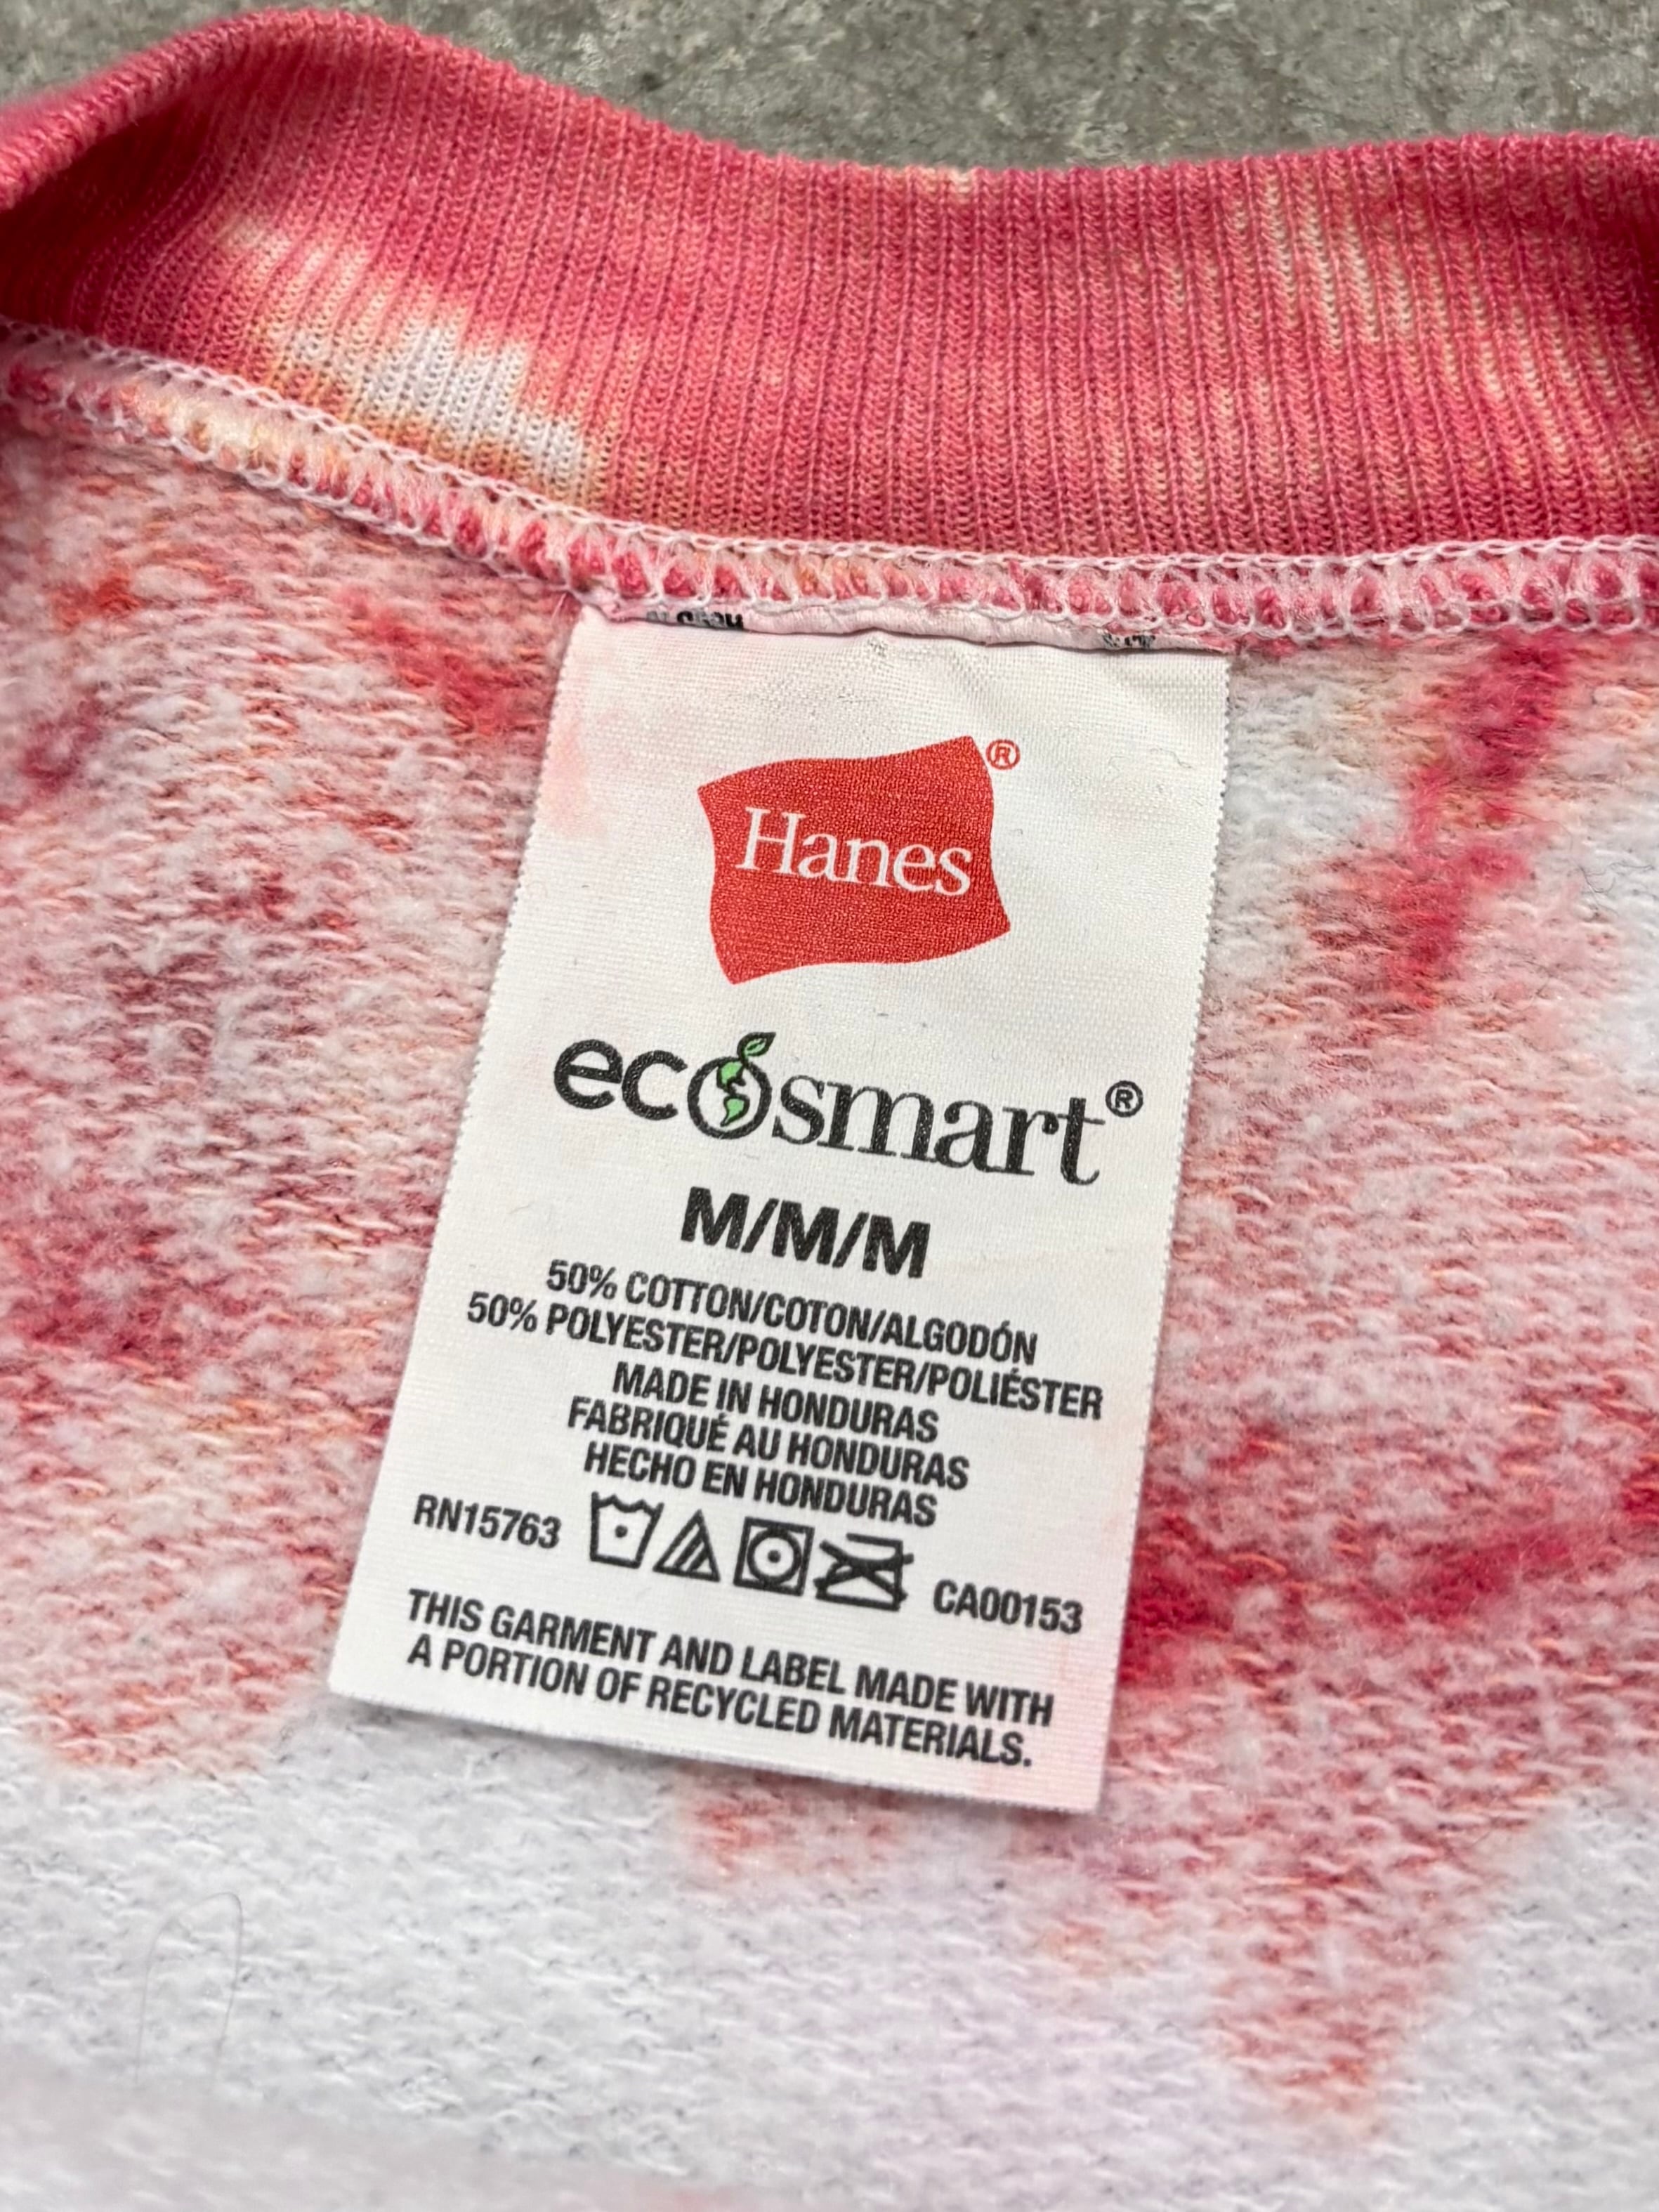 Hanes®
ecosmart®
M/M/M
50% COTTON/COTON/ALGODÓN
50% POLYESTER/POLYESTER/POLIÉSTER
MADE IN HONDURAS
FABRIQUÉ AU HONDURAS
HECHO EN HONDURAS
RN15763 CA00153
THIS GARMENT AND LABEL MADE WITH
A PORTION OF RECYCLED MATERIALS.